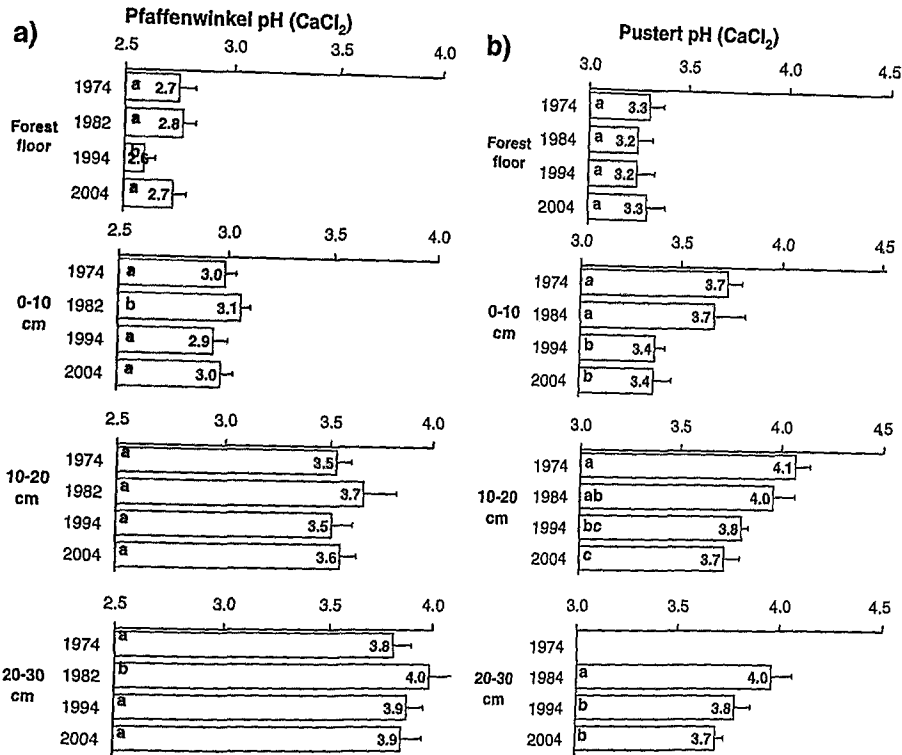 a)
Pfaffenwinkel pH (CaCl2)
2.5 3.0 3.5 4.0
Forest floor
1974 a 2.7
1982 a 2.8
1994 b 2.6
2004 a 2.7
2.5 3.0 3.5 4.0
0-10 cm
1974 a 3.0
1982 b 3.1
1994 a 2.9
2004 a 3.0
2.5 3.0 3.5 4.0
10-20 cm
1974 a 3.5
1982 a 3.7
1994 a 3.5
2004 a 3.6
2.5 3.0 3.5 4.0
20-30 cm
1974 a 3.8
1982 b 4.0
1994 a 3.9
2004 a 3.9
b)
Pustert pH (CaCl2)
3.0 3.5 4.0 4.5
Forest floor
1974 a 3.3
1984 a 3.2
1994 a 3.2
2004 a 3.3
3.0 3.5 4.0 4.5
0-10 cm
1974 a 3.7
1984 a 3.7
1994 b 3.4
2004 b 3.4
3.0 3.5 4.0 4.5
10-20 cm
1974 a 4.1
1984 ab 4.0
1994 bc 3.8
2004 c 3.7
3.0 3.5 4.0 4.5
20-30 cm
1974
1984 a 4.0
1994 b 3.8
2004 b 3.7